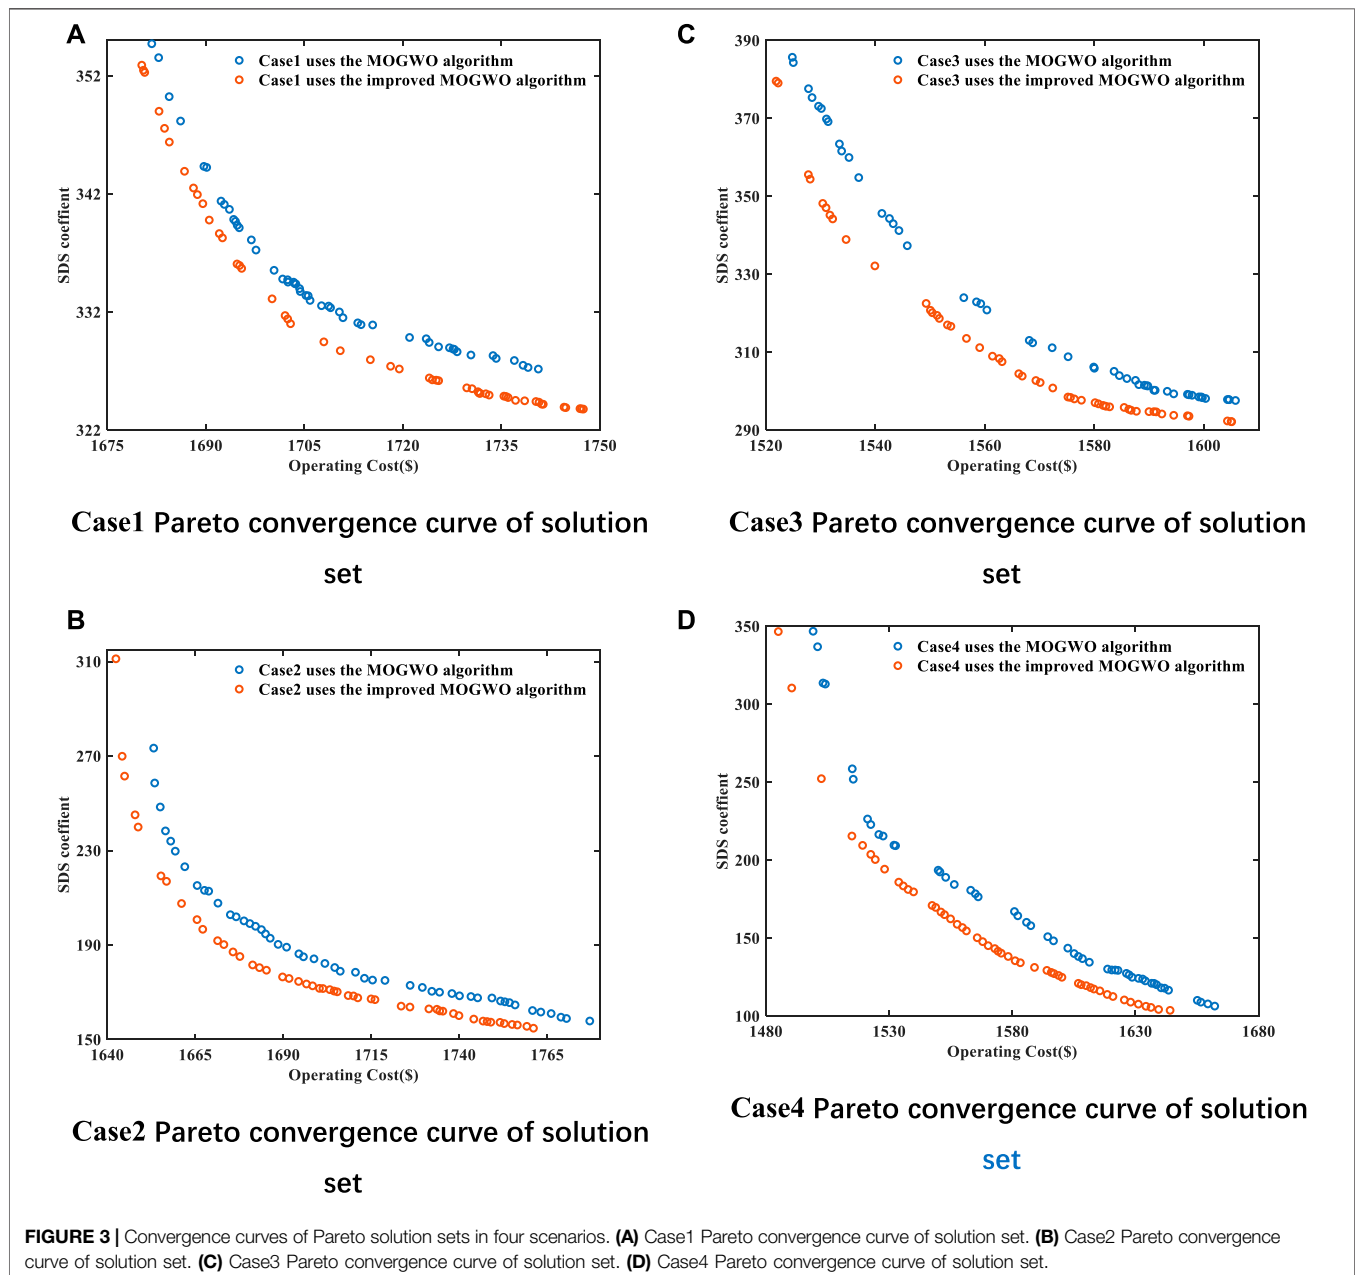 A
Case1 uses the MOGWO algorithm
Case1 uses the improved MOGWO algorithm
SDS coeffient
352
342
332
322
1675 1690 1705 1720 1735 1750
Operating Cost($)
Case1 Pareto convergence curve of solution
set
B
Case2 uses the MOGWO algorithm
Case2 uses the improved MOGWO algorithm
SDS coeffient
310
270
230
190
150
1640 1665 1690 1715 1740 1765
Operating Cost($)
Case2 Pareto convergence curve of solution
set
C
Case3 uses the MOGWO algorithm
Case3 uses the improved MOGWO algorithm
SDS coeffient
390
370
350
330
310
290
1520 1540 1560 1580 1600
Operating Cost($)
Case3 Pareto convergence curve of solution
set
D
Case4 uses the MOGWO algorithm
Case4 uses the improved MOGWO algorithm
SDS coeffient
350
300
250
200
150
100
1480 1530 1580 1630 1680
Operating Cost($)
Case4 Pareto convergence curve of solution
set
FIGURE 3 | Convergence curves of Pareto solution sets in four scenarios. (A) Case1 Pareto convergence curve of solution set. (B) Case2 Pareto convergence
curve of solution set. (C) Case3 Pareto convergence curve of solution set. (D) Case4 Pareto convergence curve of solution set.